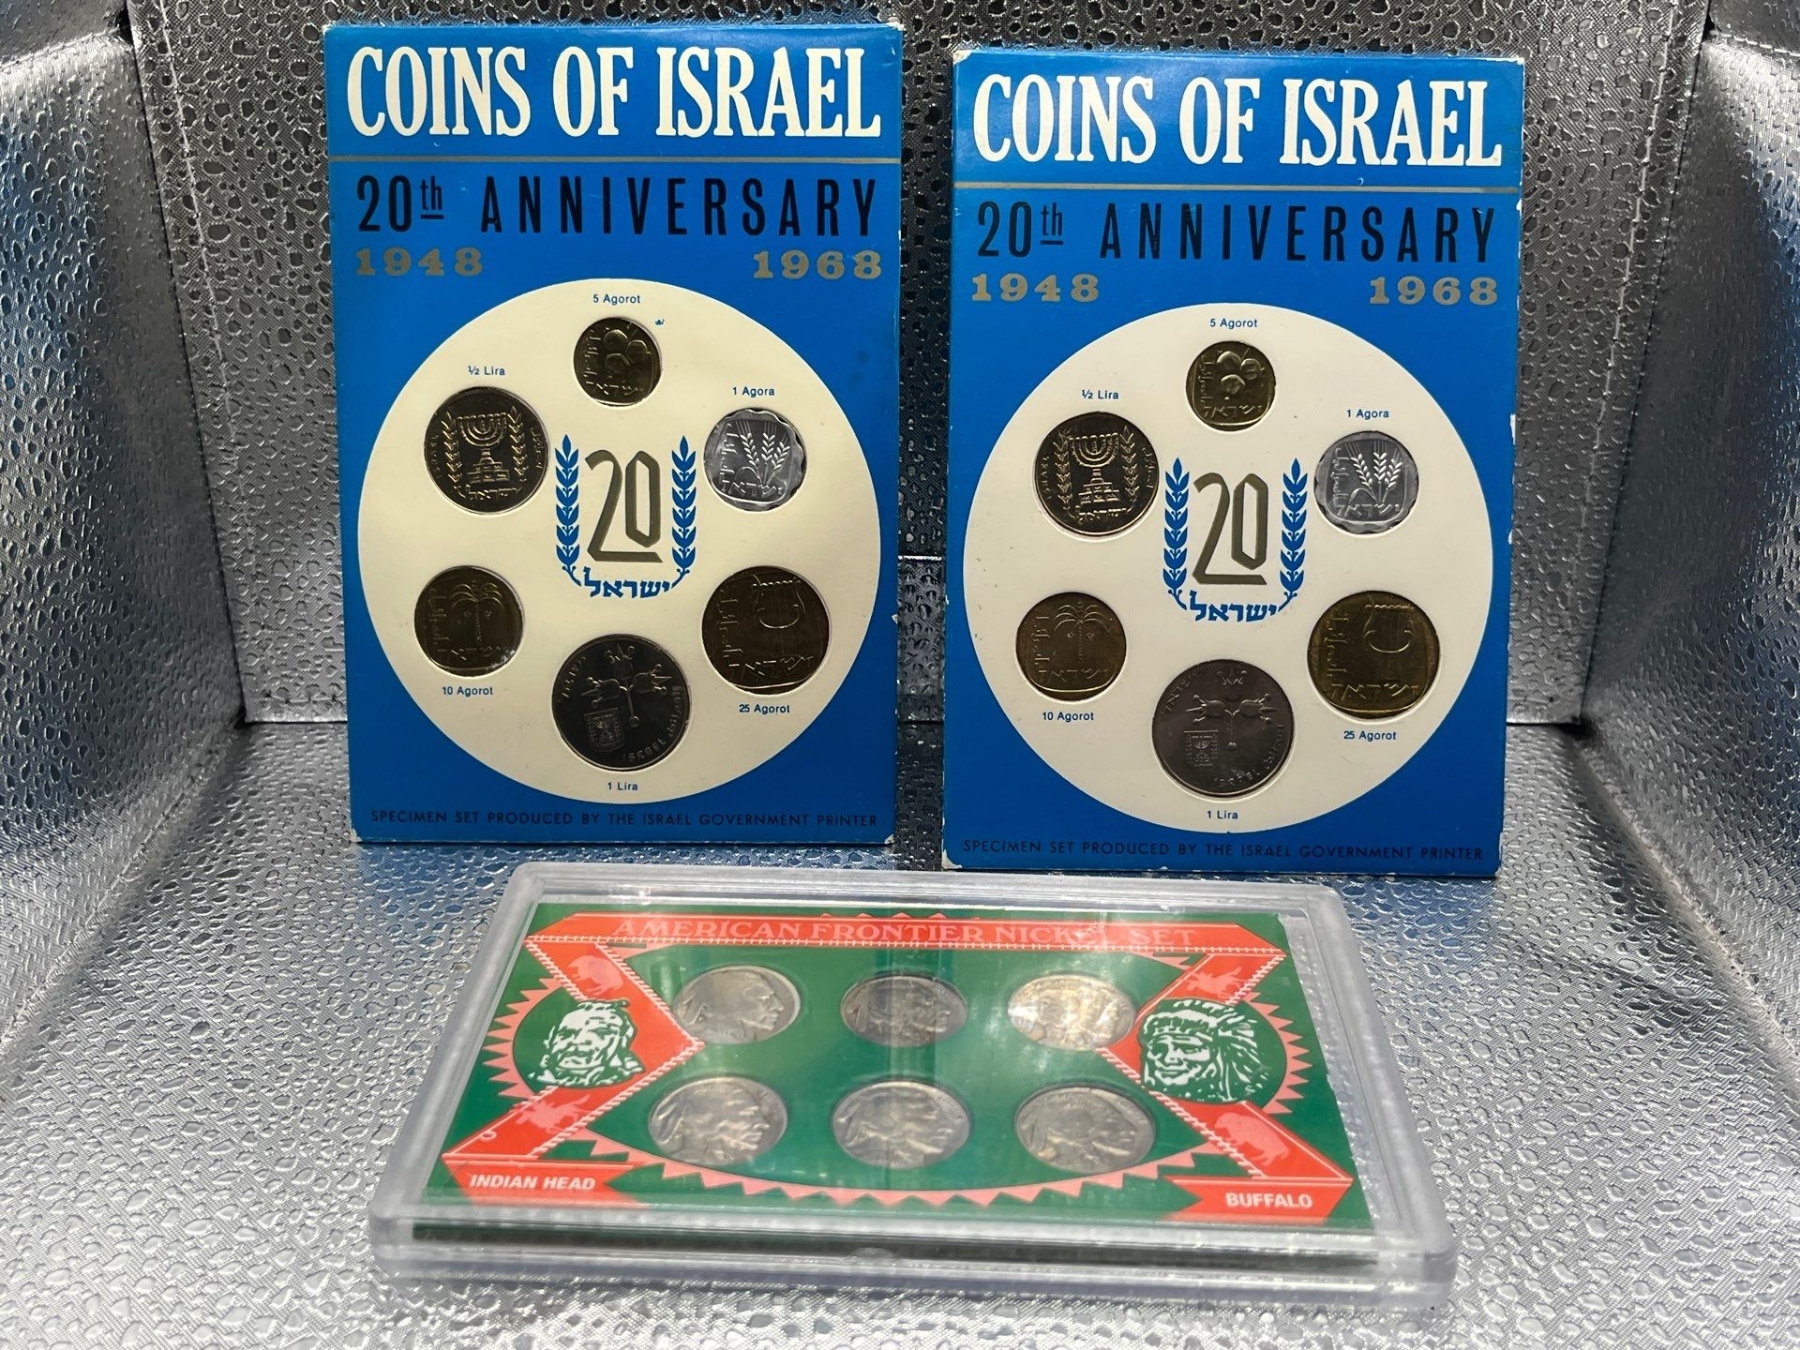 COINS OF ISRAEL
20th ANNIVERSARY
1948 1968
5 Agorot
½ Lira
1 Agora
20
ישראל
10 Agorot
25 Agorot
1 Lira
SPECIMEN SET PRODUCED BY THE ISRAEL GOVERNMENT PRINTER
COINS OF ISRAEL
20th ANNIVERSARY
1948 1968
5 Agorot
½ Lira
1 Agora
20
ישראל
10 Agorot
25 Agorot
1 Lira
SPECIMEN SET PRODUCED BY THE ISRAEL GOVERNMENT PRINTER
AMERICAN FRONTIER NICKEL SET
INDIAN HEAD
BUFFALO